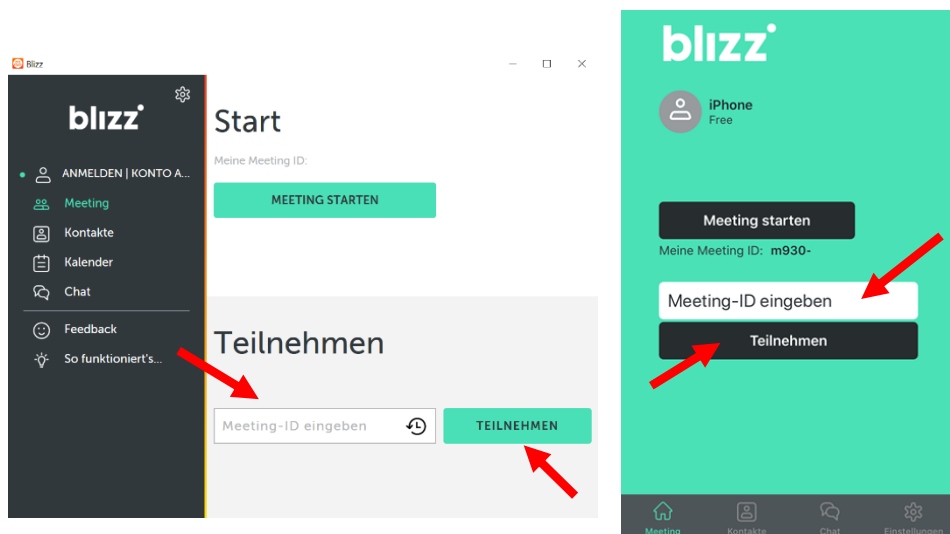 Blizz
blizz
ANMELDEN | KONTO A...
Meeting
Kontakte
Kalender
Chat
Feedback
So funktioniert's...
Start
Meine Meeting ID:
MEETING STARTEN
Teilnehmen
Meeting-ID eingeben
TEILNEHMEN
blizz
iPhone
Free
Meeting starten
Meine Meeting ID: m930-
Meeting-ID eingeben
Teilnehmen
Meeting Kontakte Chat Einstellungen